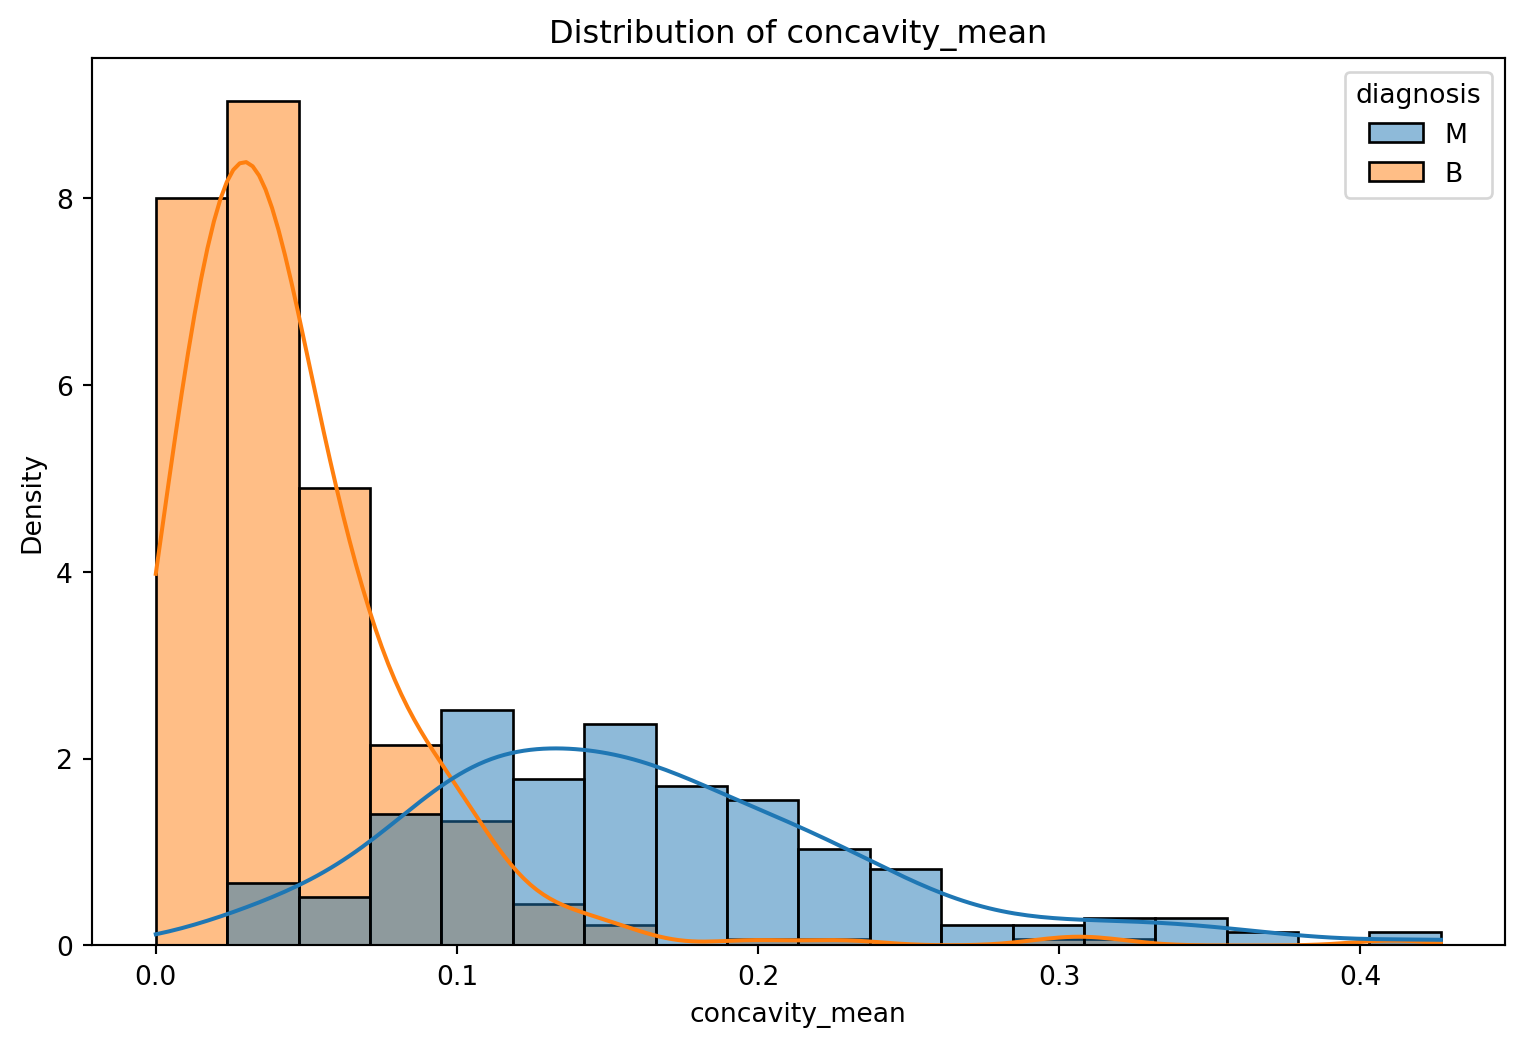 Distribution of concavity_mean
diagnosis
M
B
8
6
4
2
0
Density
0.0 0.1 0.2 0.3 0.4
concavity_mean